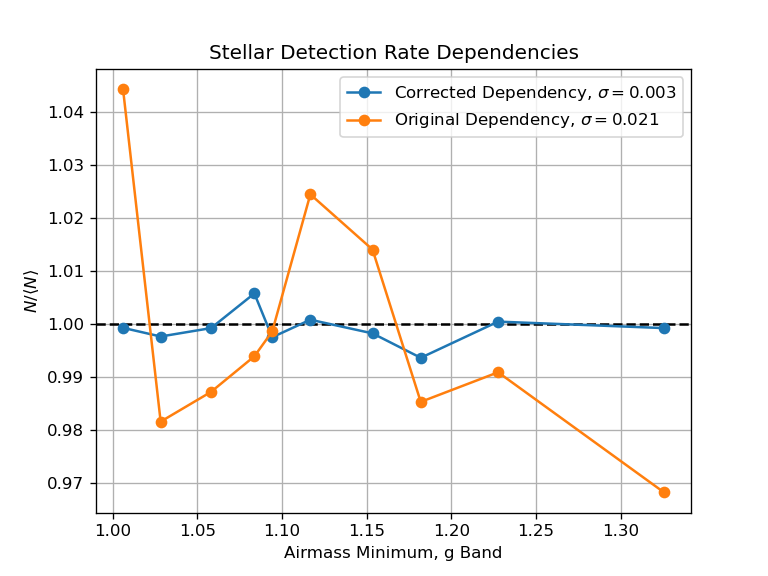 Stellar Detection Rate Dependencies
Corrected Dependency, σ = 0.003
Original Dependency, σ = 0.021
N/⟨N⟩
1.04
1.03
1.02
1.01
1.00
0.99
0.98
0.97
1.00 1.05 1.10 1.15 1.20 1.25 1.30
Airmass Minimum, g Band